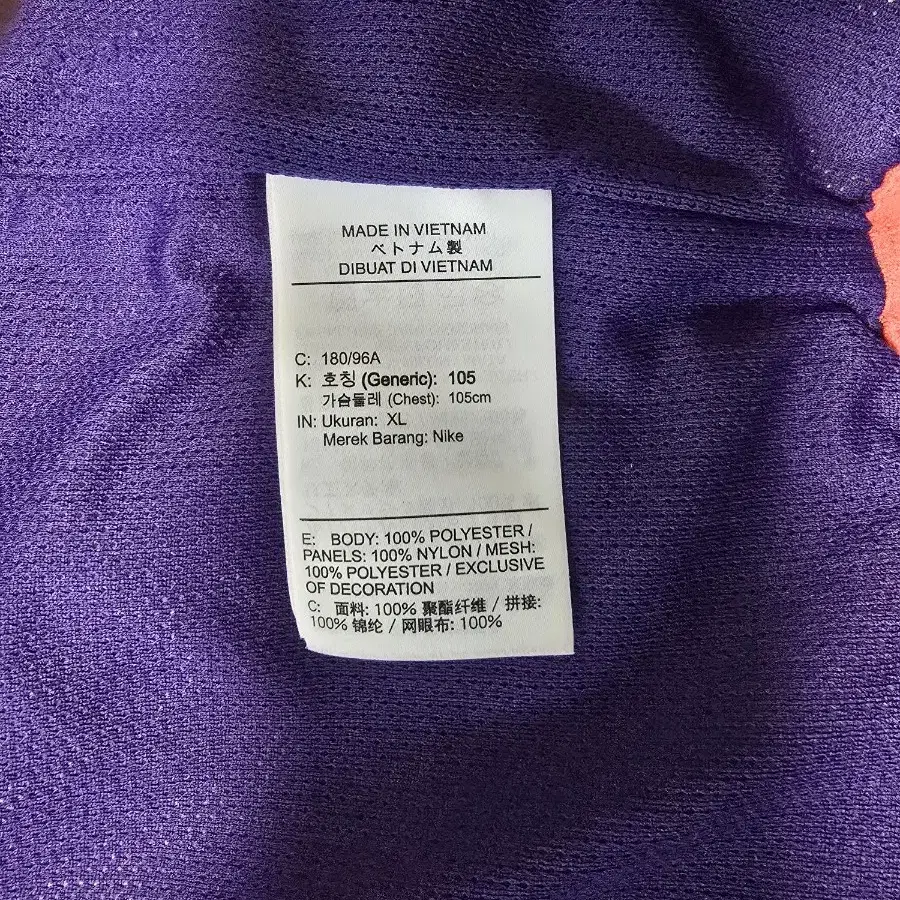 MADE IN VIETNAM
ベトナム製
DIBUAT DI VIETNAM
C: 180/96A
K: 호칭 (Generic): 105
가슴둘레 (Chest): 105cm
IN: Ukuran: XL
Merek Barang: Nike
E: BODY: 100% POLYESTER /
PANELS: 100% NYLON / MESH:
100% POLYESTER / EXCLUSIVE
OF DECORATION
C: 面料: 100% 聚酯纤维 / 拼接:
100% 锦纶 / 网眼布: 100%